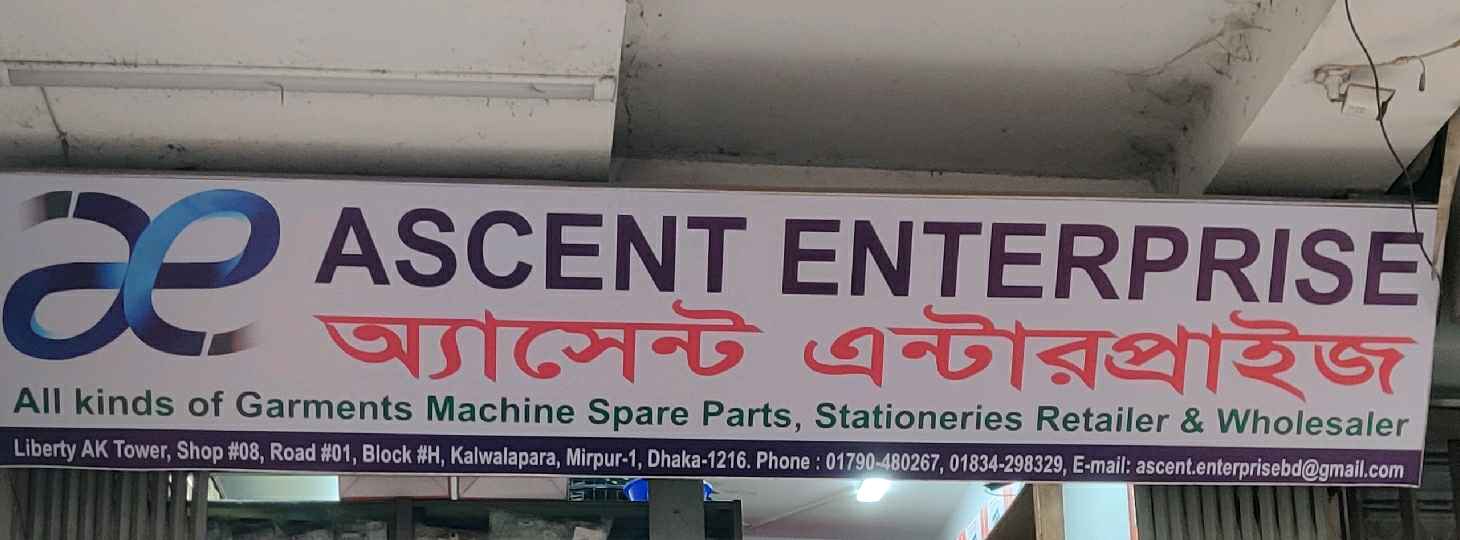 ae
ASCENT ENTERPRISE
অ্যাসেন্ট এন্টারপ্রাইজ
All kinds of Garments Machine Spare Parts, Stationeries Retailer & Wholesaler
Liberty AK Tower, Shop #08, Road #01, Block #H, Kalwalapara, Mirpur-1, Dhaka-1216. Phone : 01790-480267, 01834-298329, E-mail: ascent.enterprisebd@gmail.com